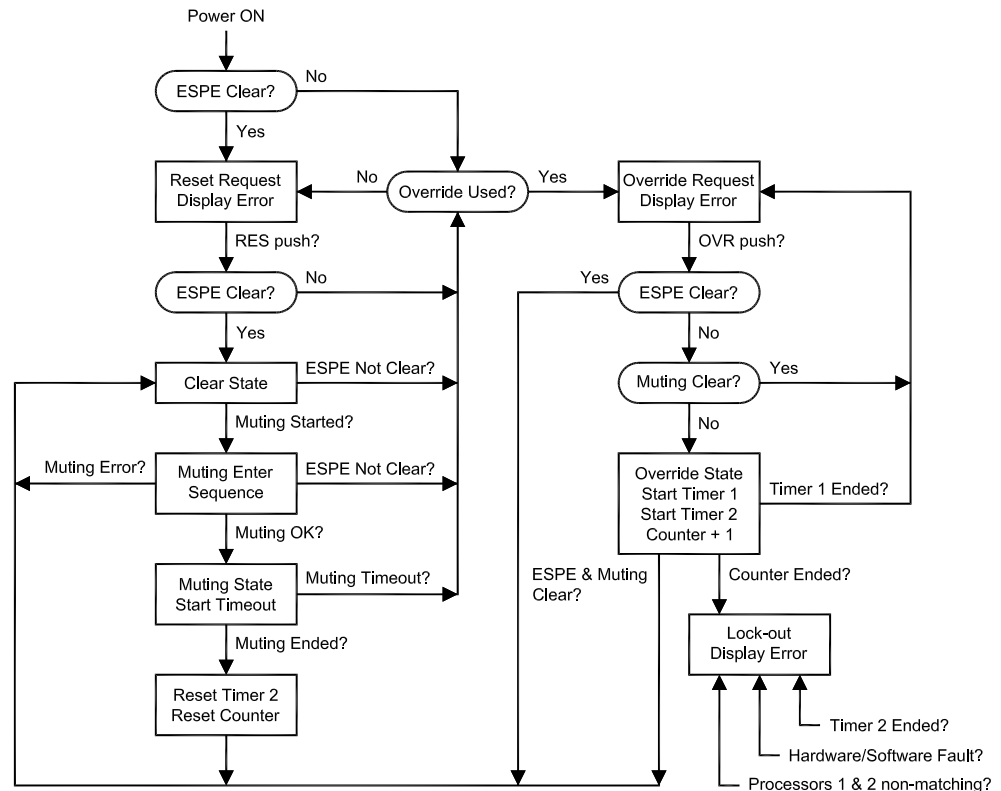 Power ON
ESPE Clear?
No
Yes
Reset Request
Display Error
No
Override Used?
Yes
Override Request
Display Error
RES push?
OVR push?
ESPE Clear?
No
Yes
ESPE Clear?
Yes
No
Clear State
ESPE Not Clear?
Muting Clear?
Yes
Muting Started?
No
Muting Error?
Muting Enter
Sequence
ESPE Not Clear?
Override State
Start Timer 1
Start Timer 2
Counter + 1
Timer 1 Ended?
Muting OK?
Muting State
Start Timeout
Muting Timeout?
ESPE & Muting
Clear?
Counter Ended?
Muting Ended?
Lock-out
Display Error
Reset Timer 2
Reset Counter
Timer 2 Ended?
Hardware/Software Fault?
Processors 1 & 2 non-matching?